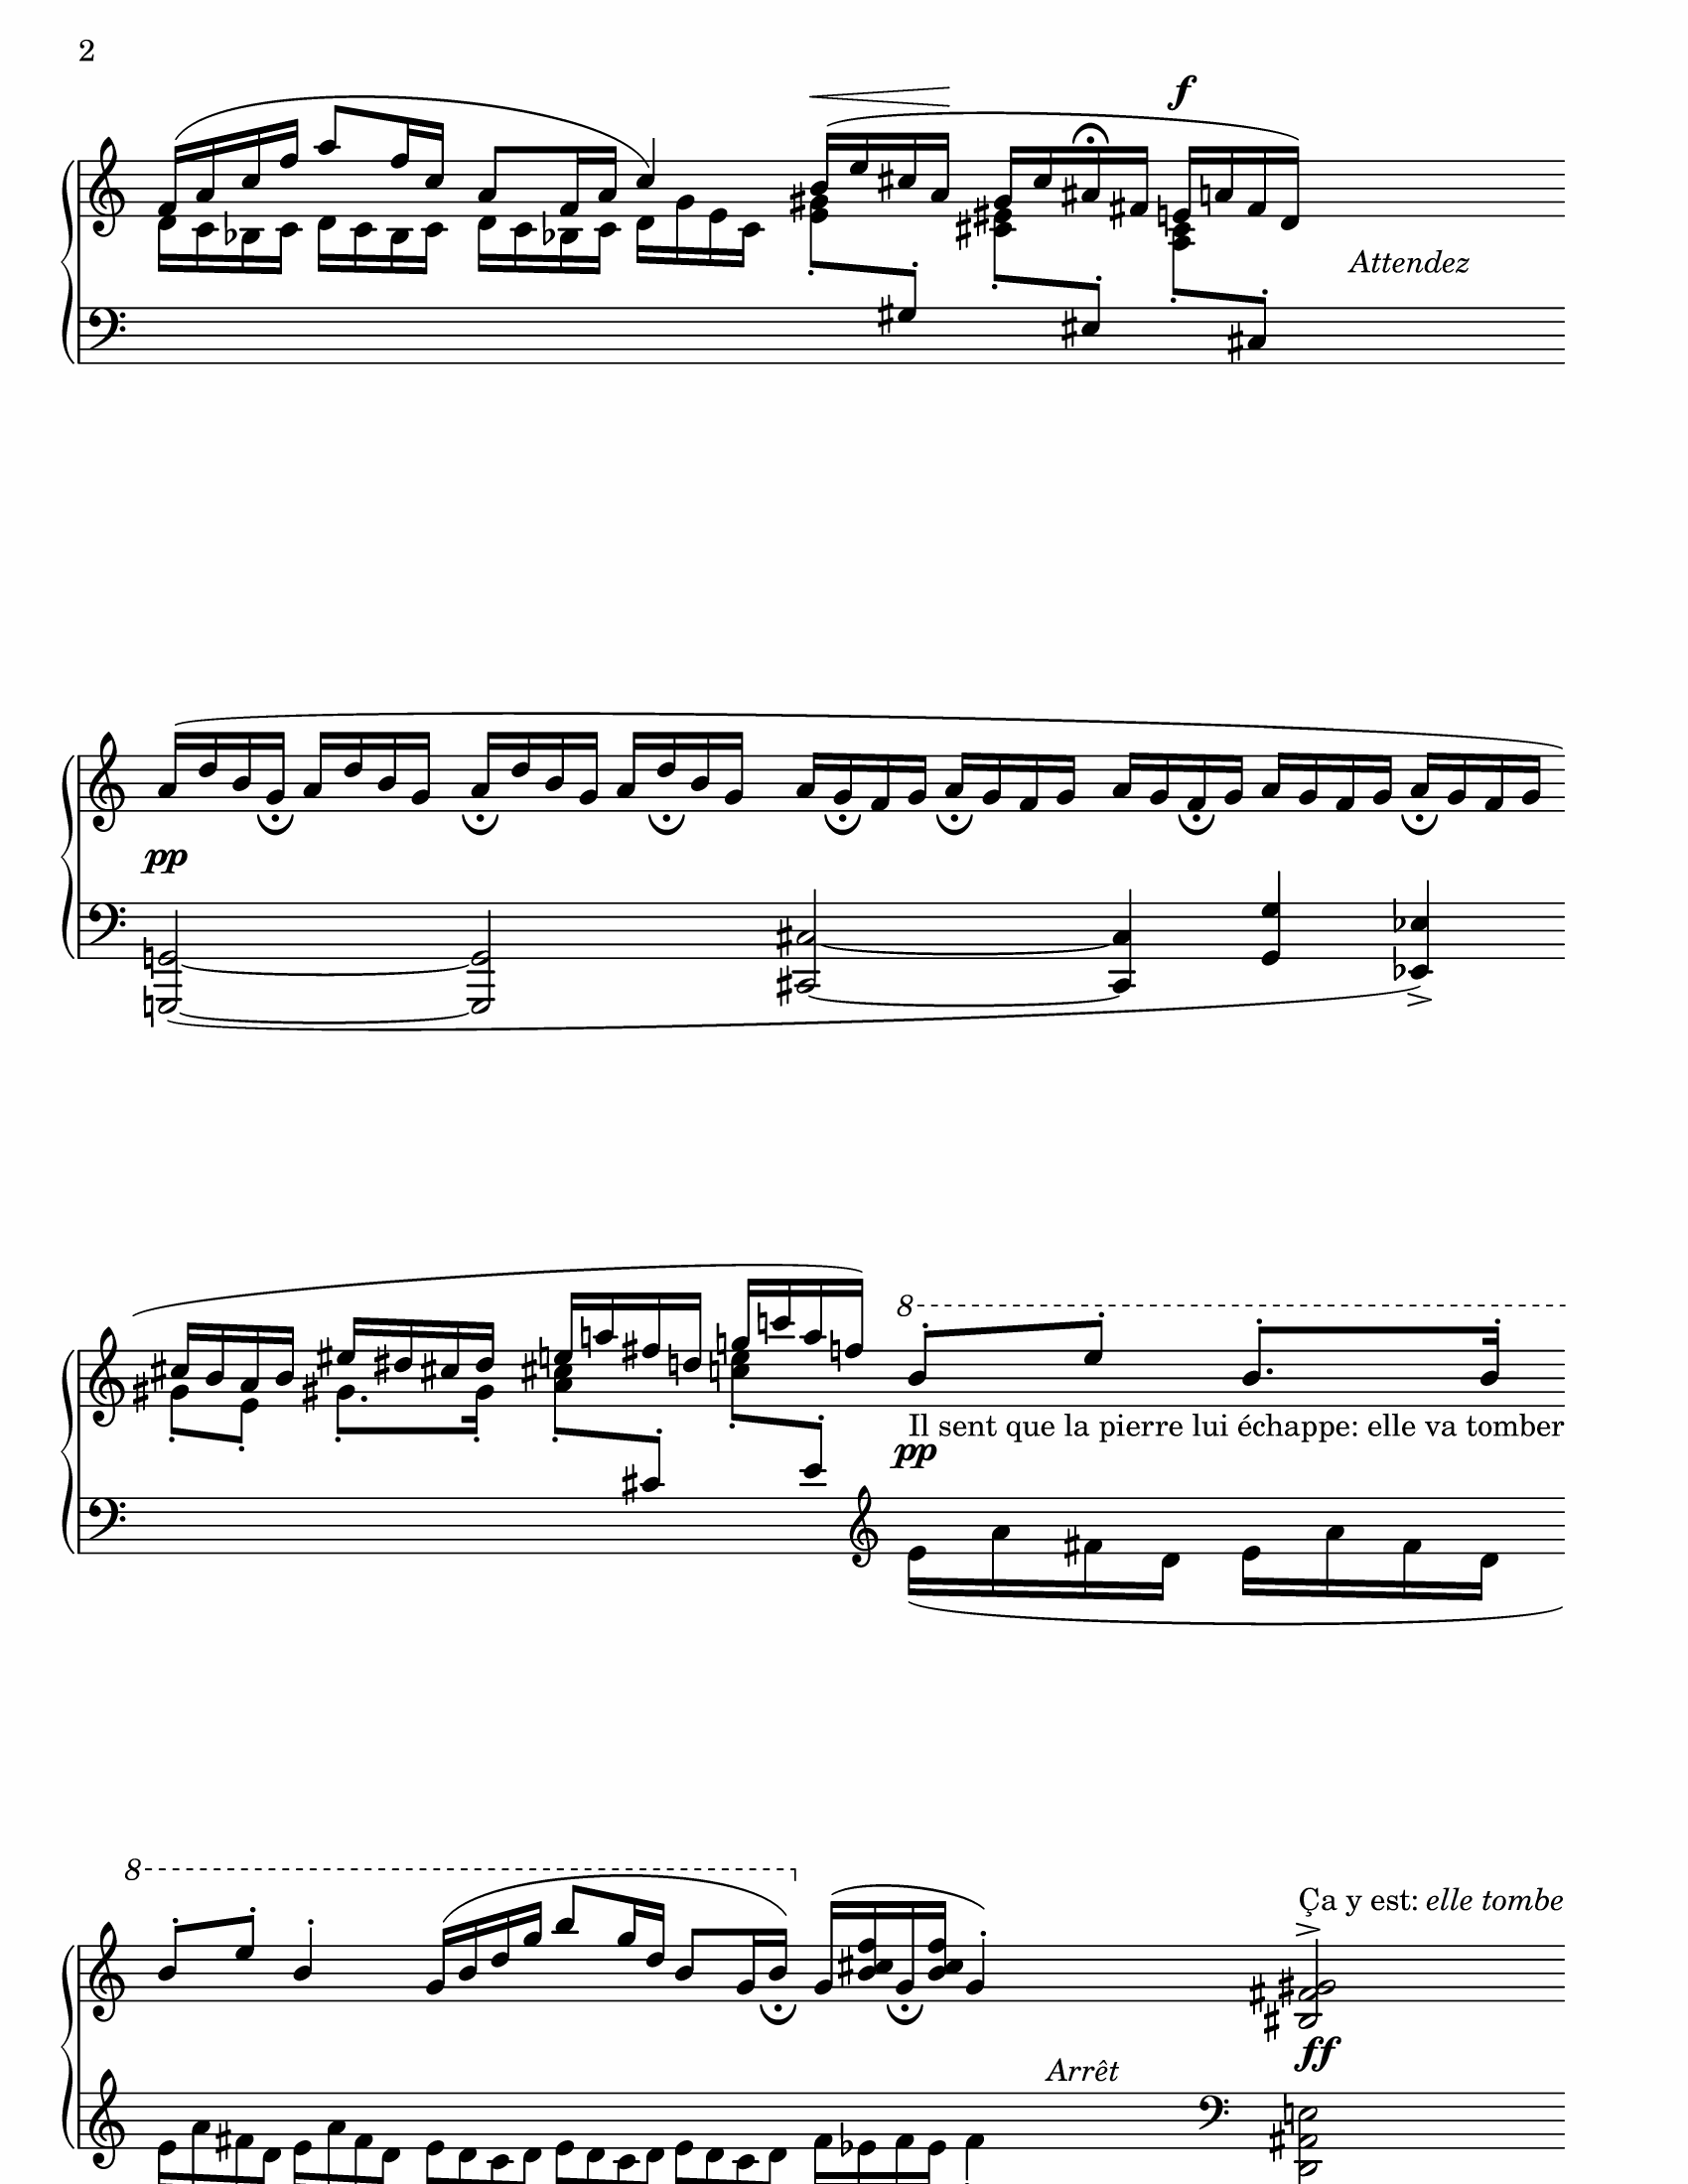 2
f
Attendez
pp
8
Il sent que la pierre lui échappe: elle va tomber
pp
8
Ça y est: elle tombe
ff
Arrêt